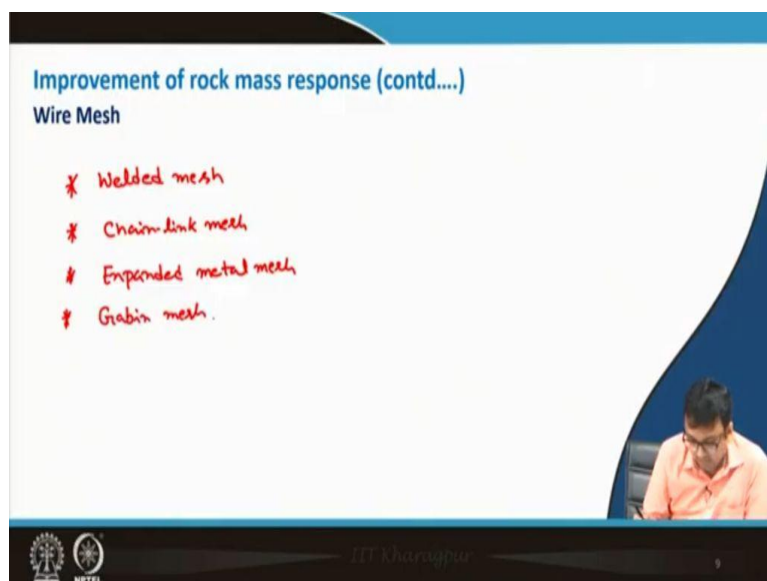 Improvement of rock mass response (contd....)
Wire Mesh
* Welded mesh
* Chain link mesh
* Expanded metal mesh
* Gabin mesh.
IIT Kharagpur
NPTEL
9